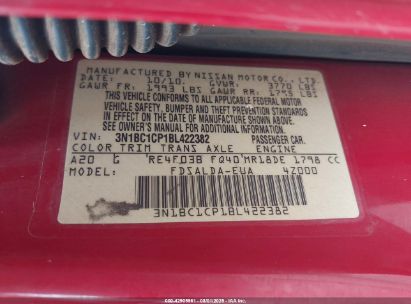 MANUFACTURED BY NISSAN MOTOR CO., LTD.
DATE: 10/10. GVWR: 3770 LBS
GAWR FR: 1993 LBS GAWR RR: 1795 LBS
THIS VEHICLE CONFORMS TO ALL APPLICABLE FEDERAL MOTOR
VEHICLE SAFETY, BUMPER, AND THEFT PREVENTION STANDARDS
IN EFFECT ON THE DATE OF MANUFACTURE SHOWN ABOVE.
SEE OWNER'S MANUAL FOR ADDITIONAL INFORMATION
VIN: 3N1BC1CP1BL422382 PASSENGER CAR.
COLOR TRIM TRANS AXLE ENGINE
A20 G RE4F03B FQ40 MR18DE 1798 CC
MODEL: FDSALDA-EUA 4Z000
3N1BC1CP1BL422382